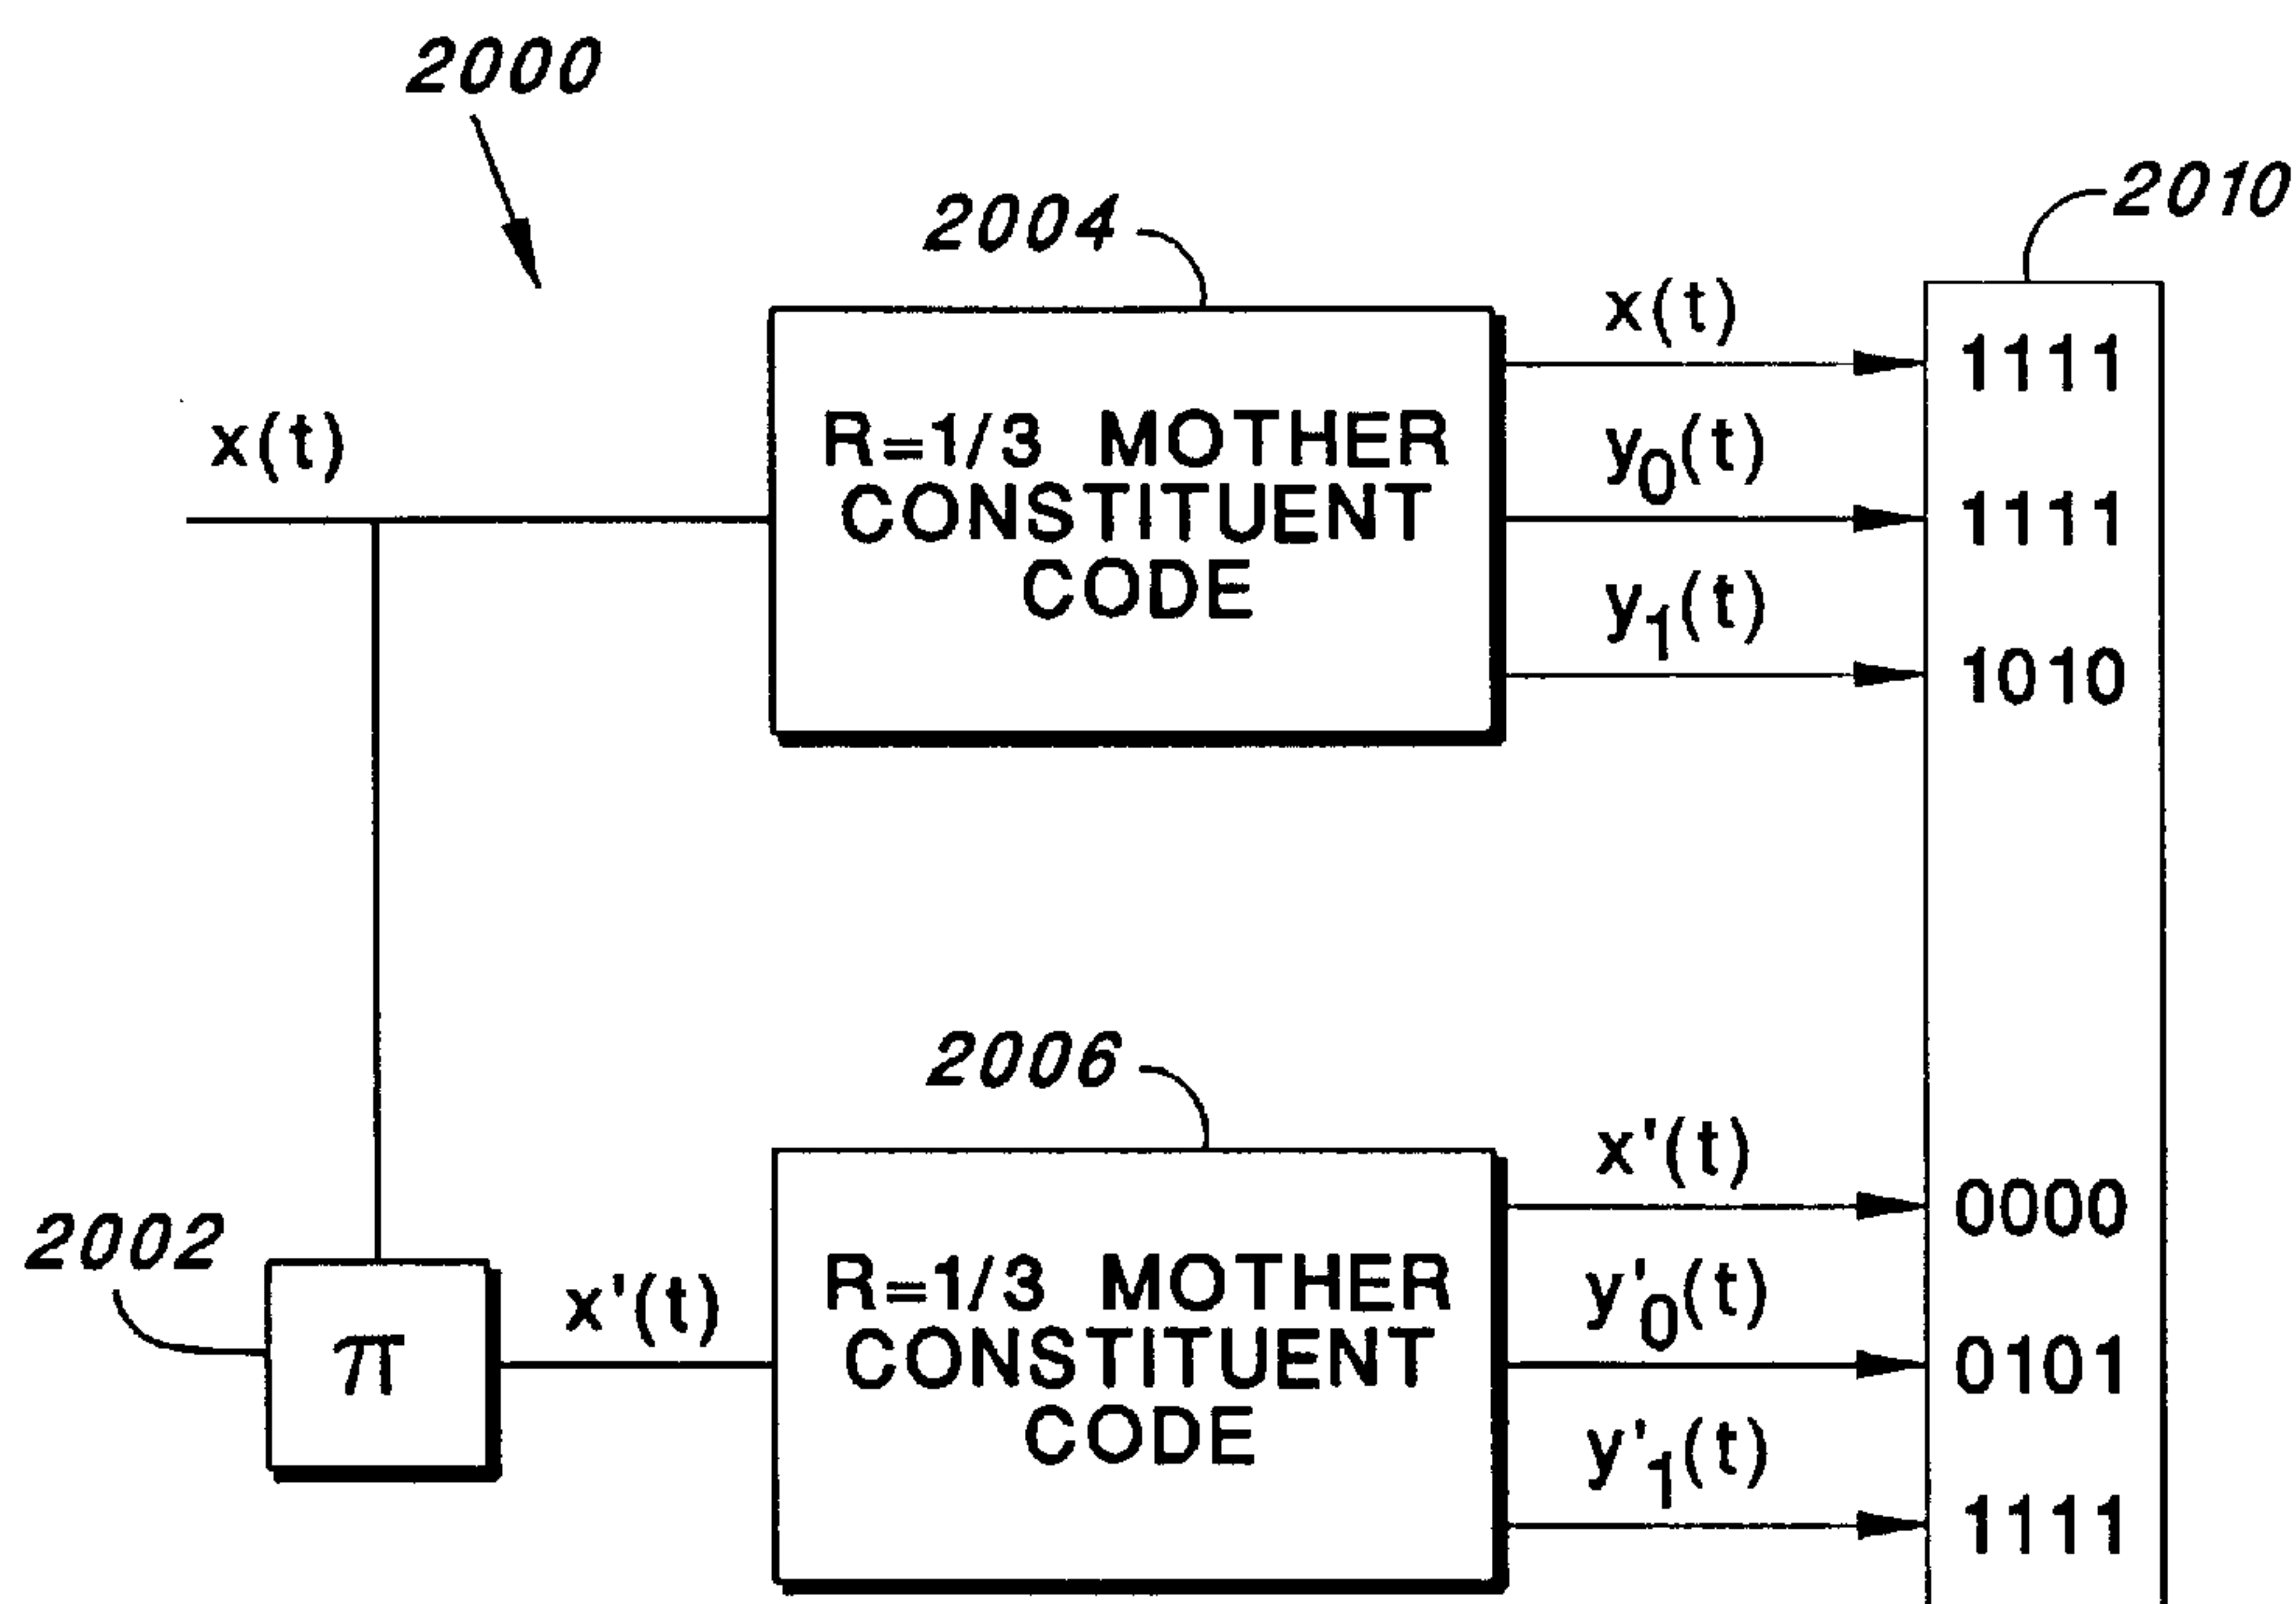 2000
2004
2010
x(t)
1111
x(t)
R=1/3 MOTHER
CONSTITUENT
CODE
y0(t)
1111
y1(t)
1010
2006
x'(t)
0000
2002
π
x'(t)
R=1/3 MOTHER
CONSTITUENT
CODE
y'0(t)
0101
y'1(t)
1111